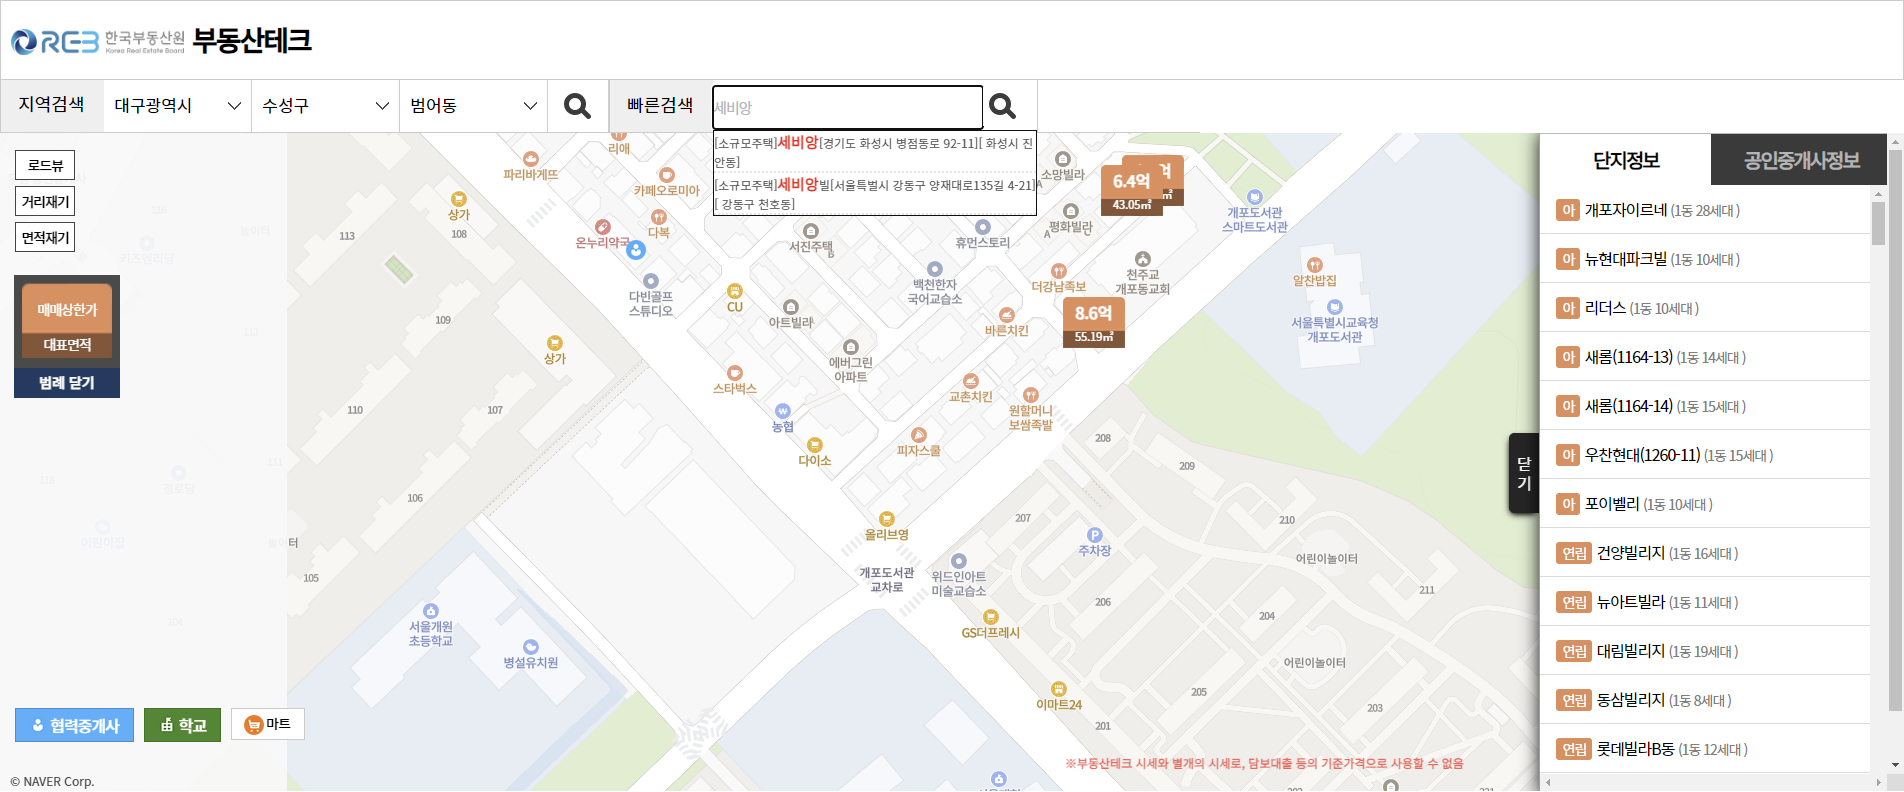 REB 한국부동산원 Korea Real Estate Board 부동산테크
지역검색 대구광역시 수성구 범어동 빠른검색 세비앙
[소규모주택]세비앙[경기도 화성시 병점동로 92-11][ 화성시 진
안동]
[소규모주택]세비앙빌[서울특별시 강동구 양재대로135길 4-21]
[ 강동구 천호동]
로드뷰
거리재기
면적재기
매매상한가
대표면적
범례 닫기
리애
파리바게뜨
카페오로미아
상가
108
113
온누리약국
다복
서진주택
B
휴먼스토리
A
소망빌라
평화빌라
A
C
6.4억
43.05㎡
억
㎡
개포도서관
스마트도서관
놀이터
키즈앤리딩
다빈골프
스튜디오
CU
아트빌라
백천한자
국어교습소
더강남족보
천주교
개포동교회
알찬밥집
8.6억
55.19㎡
바른치킨
서울특별시교육청
개포도서관
109
112
상가
에버그린
아파트
스타벅스
교촌치킨
원할머니
보쌈족발
110
107
농협
다이소
피자스쿨
208
209
111
경로당
106
207
210
올리브영
주차장
어린이집
놀이터
105
개포도서관
교차로
위드인아트
미술교습소
어린이놀이터
211
206
204
서울개원
초등학교
병설유치원
GS더프레시
어린이놀이터
205
203
이마트24
201
협력중개사
학교
마트
※부동산테크 시세와 별개의 시세로, 담보대출 등의 기준가격으로 사용할 수 없음
© NAVER Corp.
닫
기
단지정보
공인중개사정보
아 개포자이르네 (1동 28세대 )
아 뉴현대파크빌 (1동 10세대 )
아 리더스 (1동 10세대 )
아 새롬(1164-13) (1동 14세대 )
아 새롬(1164-14) (1동 15세대 )
아 우찬현대(1260-11) (1동 15세대 )
아 포이벨리 (1동 10세대 )
연립 건양빌리지 (1동 16세대 )
연립 뉴아트빌라 (1동 11세대 )
연립 대림빌리지 (1동 19세대 )
연립 동삼빌리지 (1동 8세대 )
연립 롯데빌라B동 (1동 12세대 )